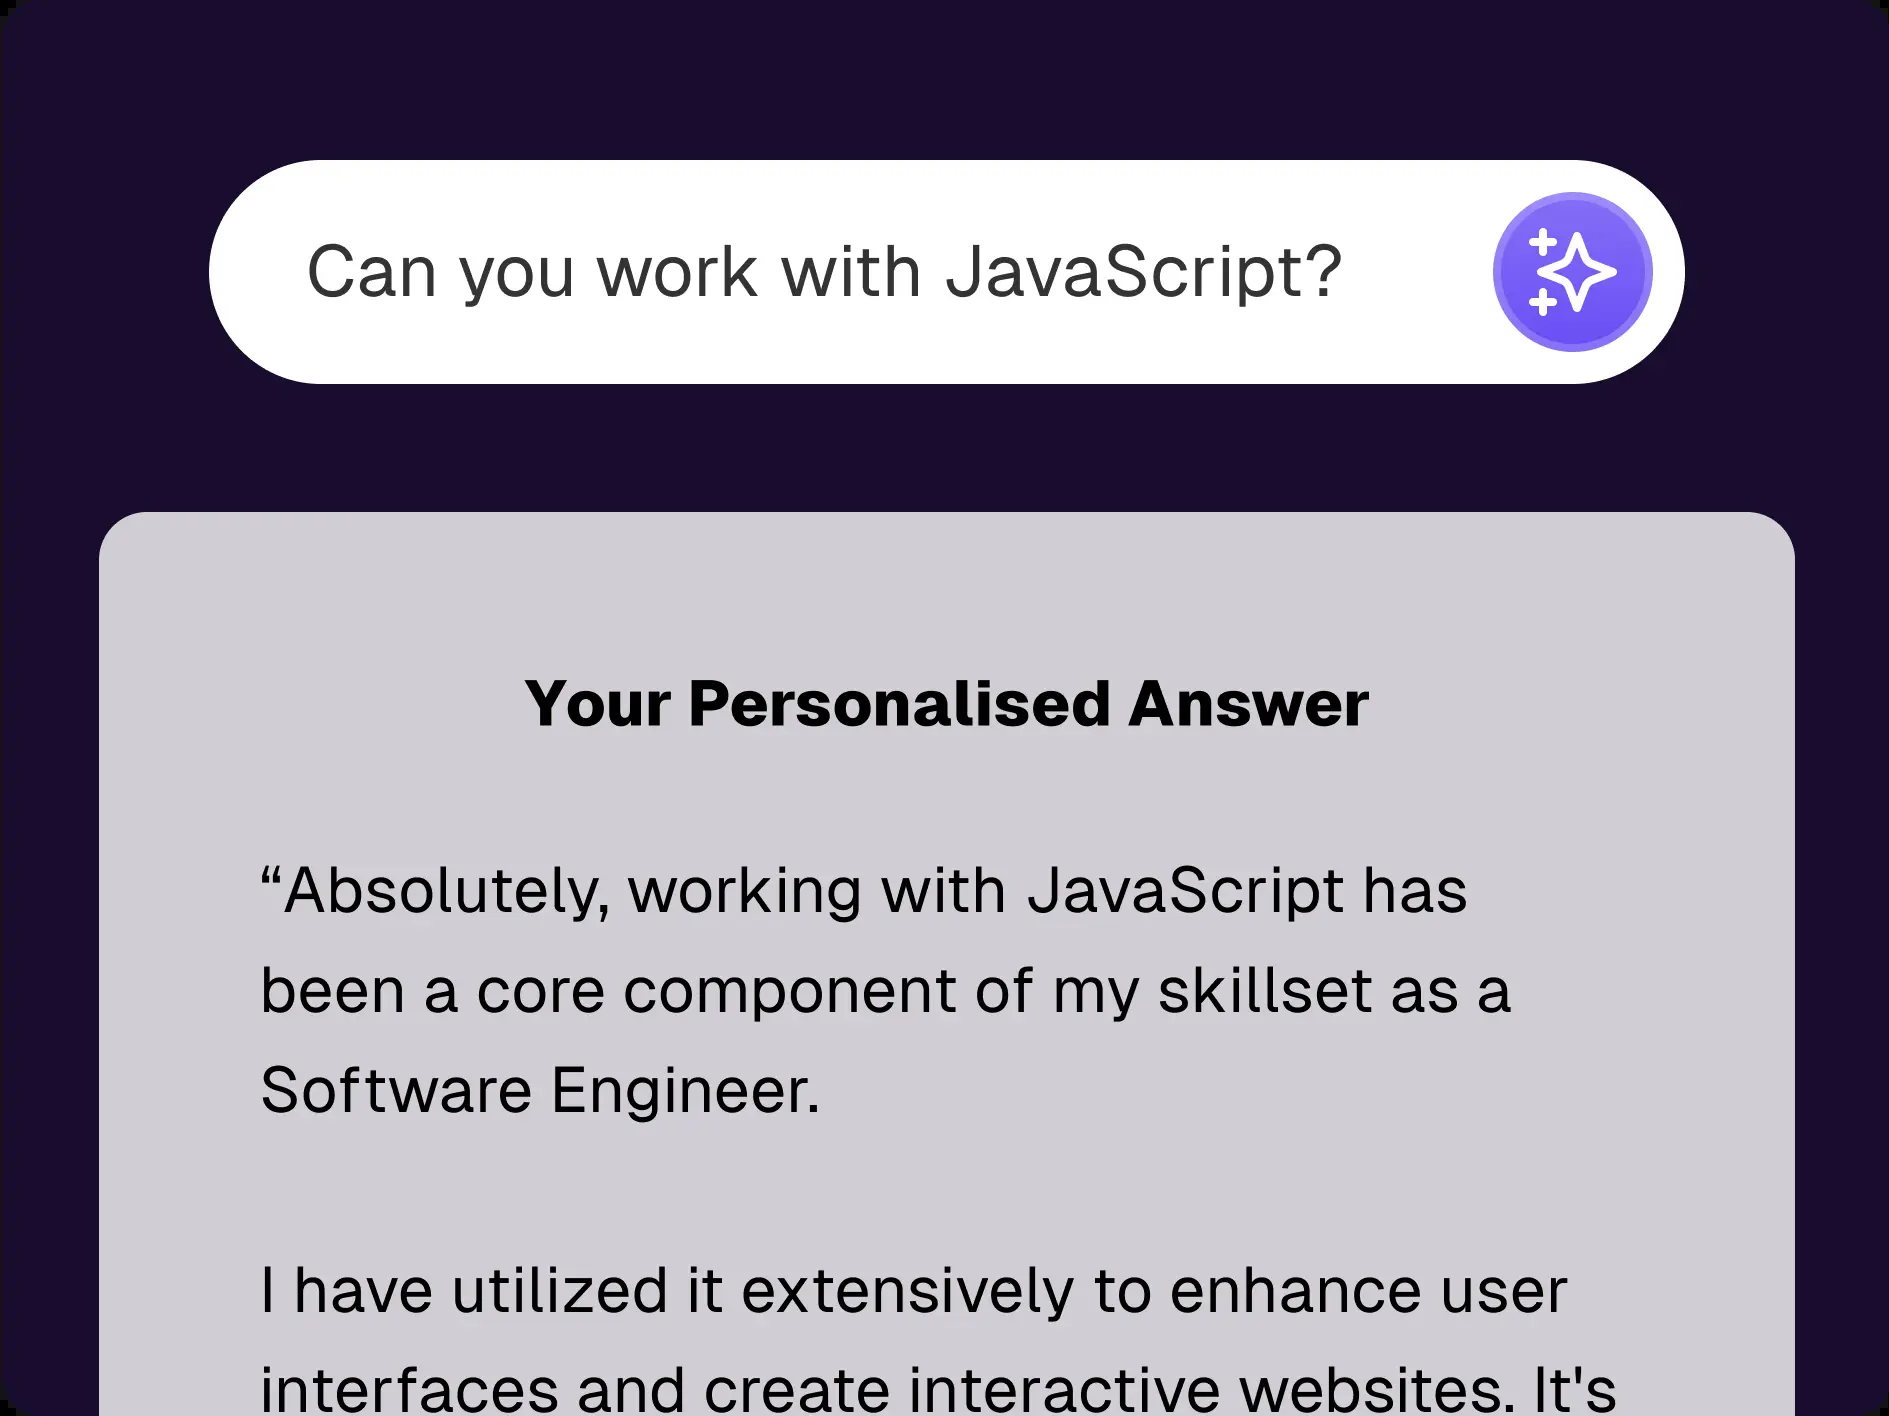 Can you work with JavaScript?
Your Personalised Answer
“Absolutely, working with JavaScript has
been a core component of my skillset as a
Software Engineer.
I have utilized it extensively to enhance user
interfaces and create interactive websites. It's